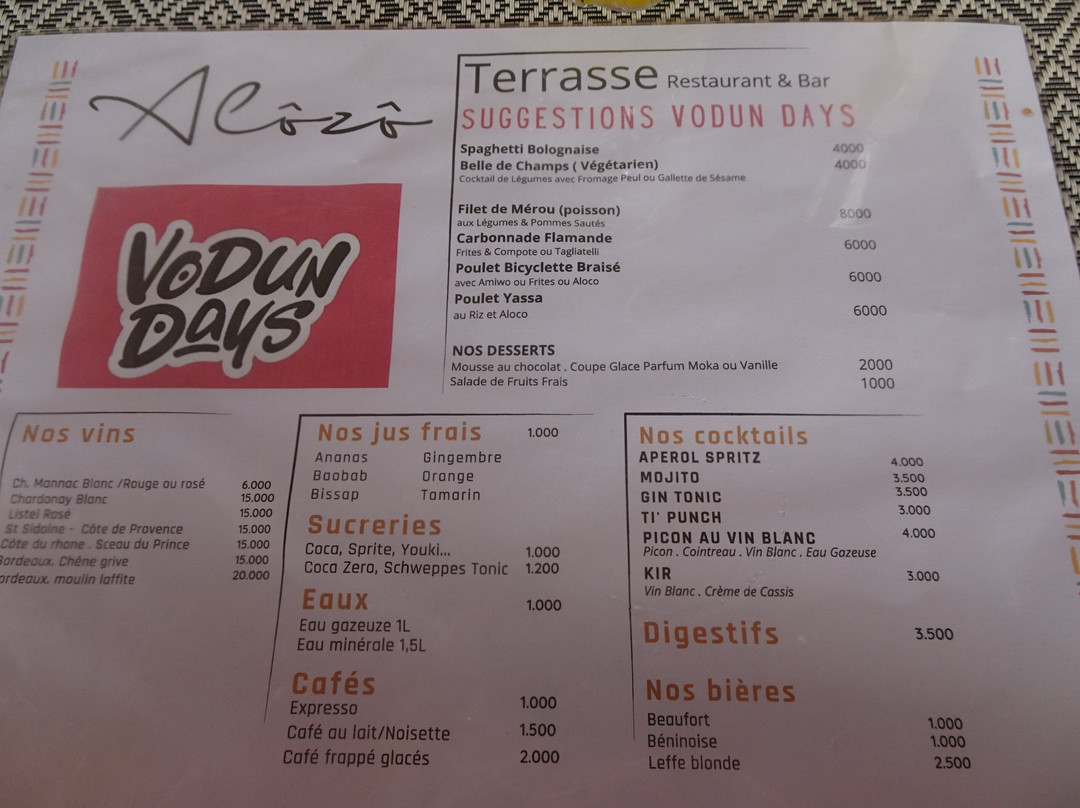 Alôzô
VODUN
Days
Terrasse Restaurant & Bar
SUGGESTIONS VODUN DAYS
Spaghetti Bolognaise 4000
Belle de Champs ( Végétarien) 4000
Cocktail de Légumes avec Fromage Peul ou Gallette de Sésame
Filet de Mérou (poisson) 8000
aux Légumes & Pommes Sautés
Carbonnade Flamande 6000
Frites & Compote ou Tagliatelli
Poulet Bicyclette Braisé 6000
avec Amiwo ou Frites ou Aloco
Poulet Yassa 6000
au Riz et Aloco
NOS DESSERTS
Mousse au chocolat . Coupe Glace Parfum Moka ou Vanille 2000
Salade de Fruits Frais 1000
Nos vins
Ch. Mannac Blanc /Rouge ou rosé 6.000
Chardonay Blanc 15.000
Listel Rosé 15.000
St Sidoine - Côte de Provence 15.000
Côte du rhone . Sceau du Prince 15.000
Bordeaux. Chêne grive 15.000
ordeaux. moulin laffite 20.000
Nos jus frais 1.000
Ananas Gingembre
Baobab Orange
Bissap Tamarin
Sucreries
Coca, Sprite, Youki... 1.000
Coca Zero, Schweppes Tonic 1.200
Eaux 1.000
Eau gazeuze 1L
Eau minérale 1,5L
Cafés
Expresso 1.000
Café au lait/Noisette 1.500
Café frappé glacés 2.000
Nos cocktails
APEROL SPRITZ 4.000
MOJITO 3.500
GIN TONIC 3.500
TI' PUNCH 3.000
PICON AU VIN BLANC 4.000
Picon . Cointreau . Vin Blanc . Eau Gazeuse
KIR 3.000
Vin Blanc . Crème de Cassis
Digestifs 3.500
Nos bières
Beaufort 1.000
Béninoise 1.000
Leffe blonde 2.500